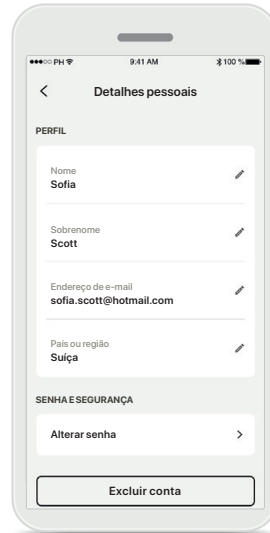 PH 9:41 AM 100 %
Detalhes pessoais
PERFIL
Nome
Sofia
Sobrenome
Scott
Endereço de e-mail
sofia.scott@hotmail.com
País ou região
Suíça
SENHA E SEGURANÇA
Alterar senha
Excluir conta